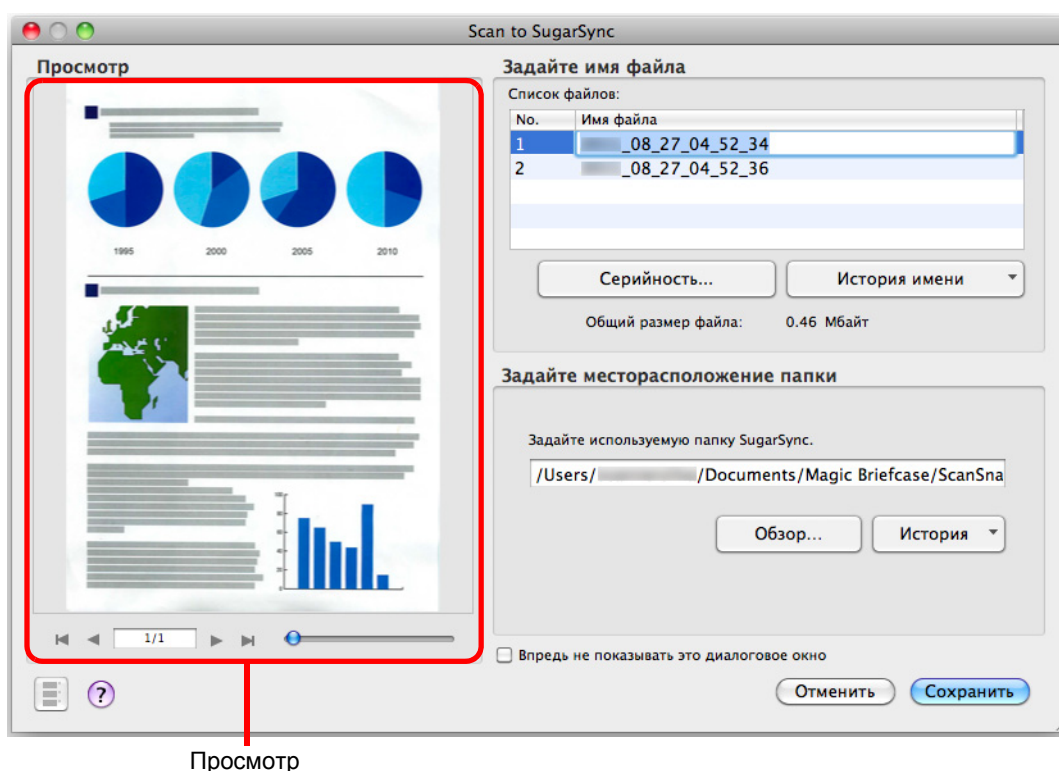 Scan to SugarSync
Просмотр
1995 2000 2005 2010
1/1
Задайте имя файла
Список файлов:
No. Имя файла
1 _08_27_04_52_34
2 _08_27_04_52_36
Серийность... История имени
Общий размер файла: 0.46 Мбайт
Задайте месторасположение папки
Задайте используемую папку SugarSync.
/Users/ /Documents/Magic Briefcase/ScanSna
Обзор... История
Впредь не показывать это диалоговое окно
? Отменить Сохранить
Просмотр